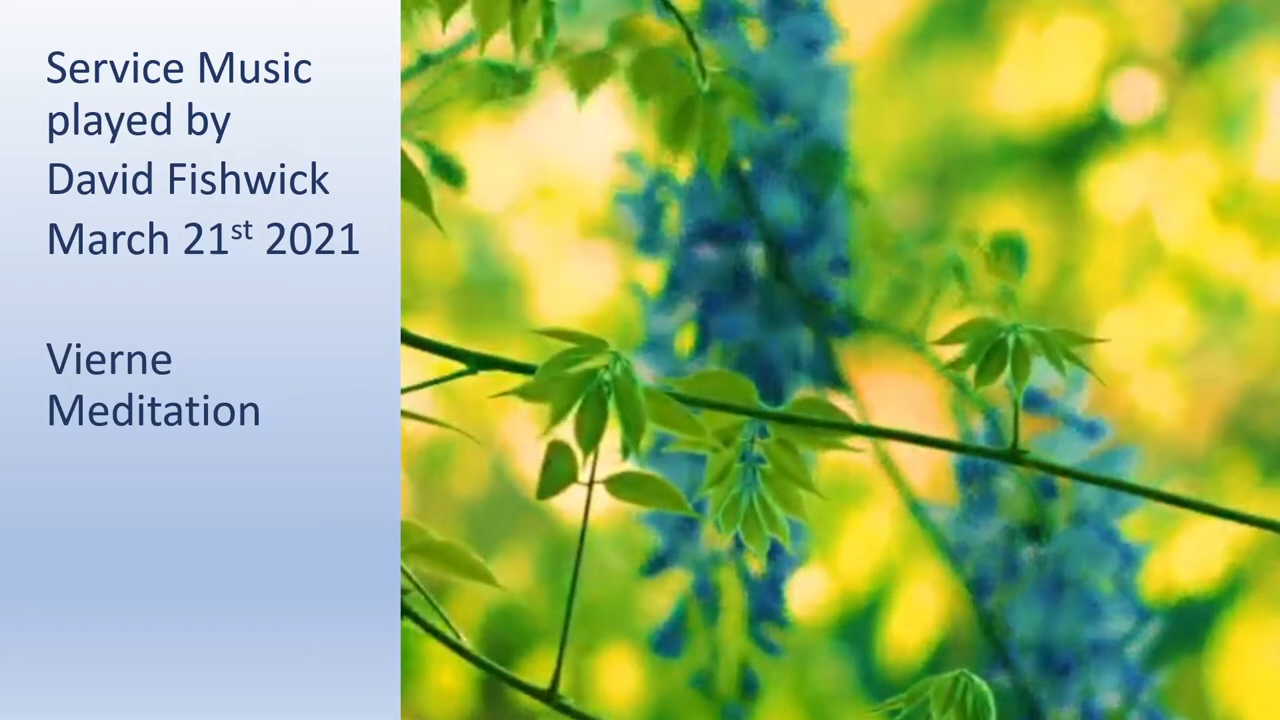 Service Music
played by
David Fishwick
March 21st 2021
Vierne
Meditation